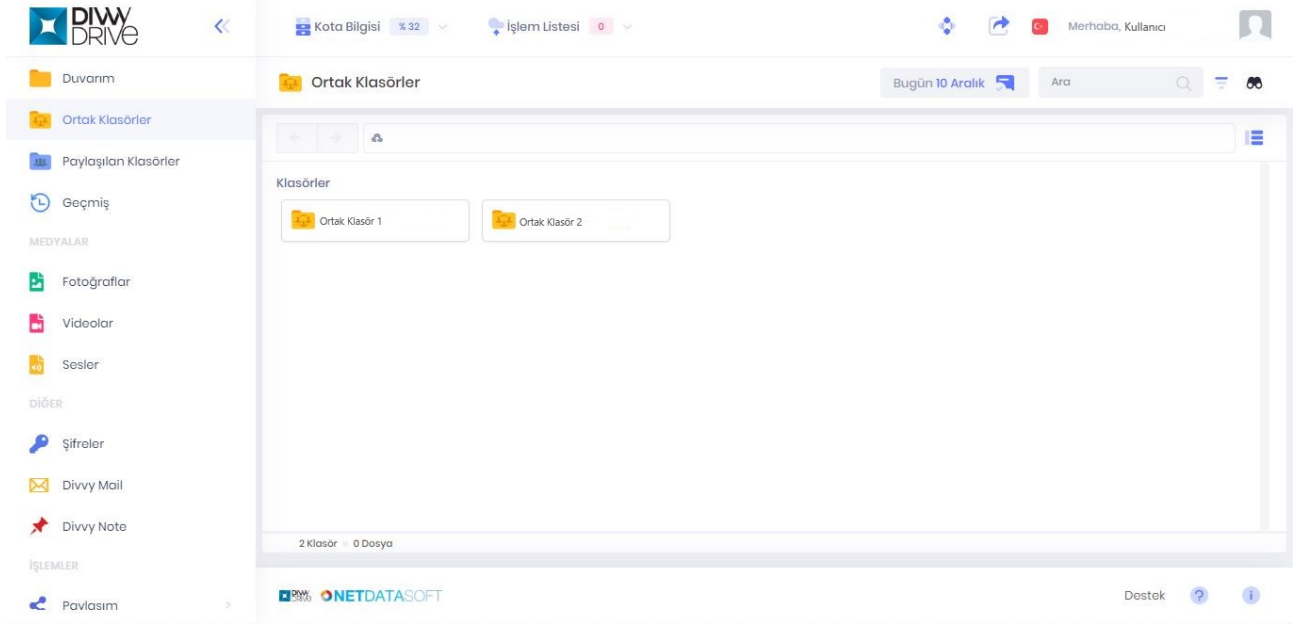 DIVVY
DRIVE
Kota Bilgisi %32
İşlem Listesi 0
Merhaba, Kullanıcı
Duvarım
Ortak Klasörler
Paylaşılan Klasörler
Geçmiş
MEDYALAR
Fotoğraflar
Videolar
Sesler
DİĞER
Şifreler
Divvy Mail
Divvy Note
İŞLEMLER
Paylaşım
Ortak Klasörler
Bugün 10 Aralık
Ara
Klasörler
Ortak Klasör 1
Ortak Klasör 2
2 Klasör
0 Dosya
DIVVY
DRIVE
NETDATASOFT
Destek
?
i